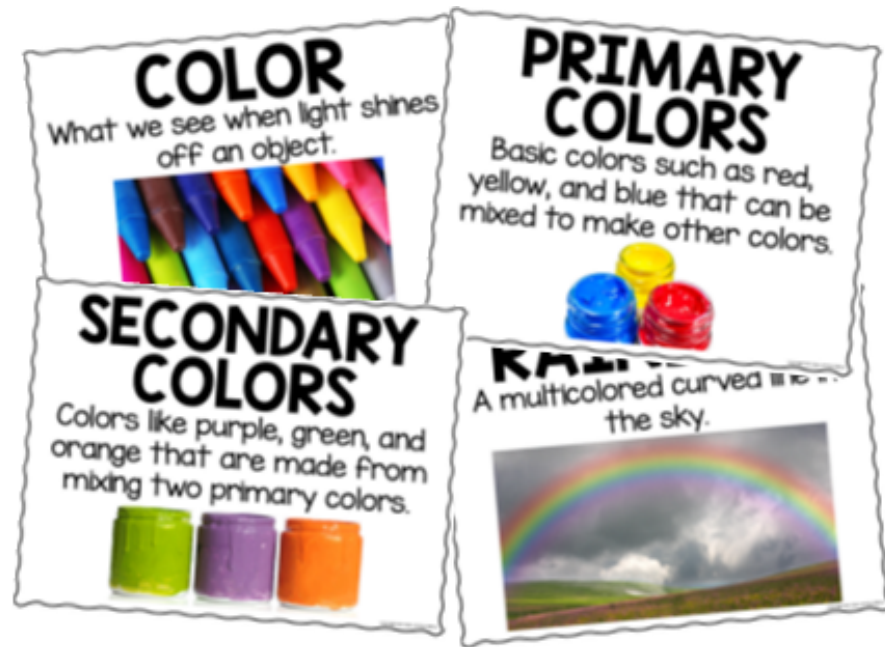 COLOR
What we see when light shines
off an object.
PRIMARY
COLORS
Basic colors such as red,
yellow, and blue that can be
mixed to make other colors.
SECONDARY
COLORS
Colors like purple, green, and
orange that are made from
mixing two primary colors.
A multicolored curved line in
the sky.